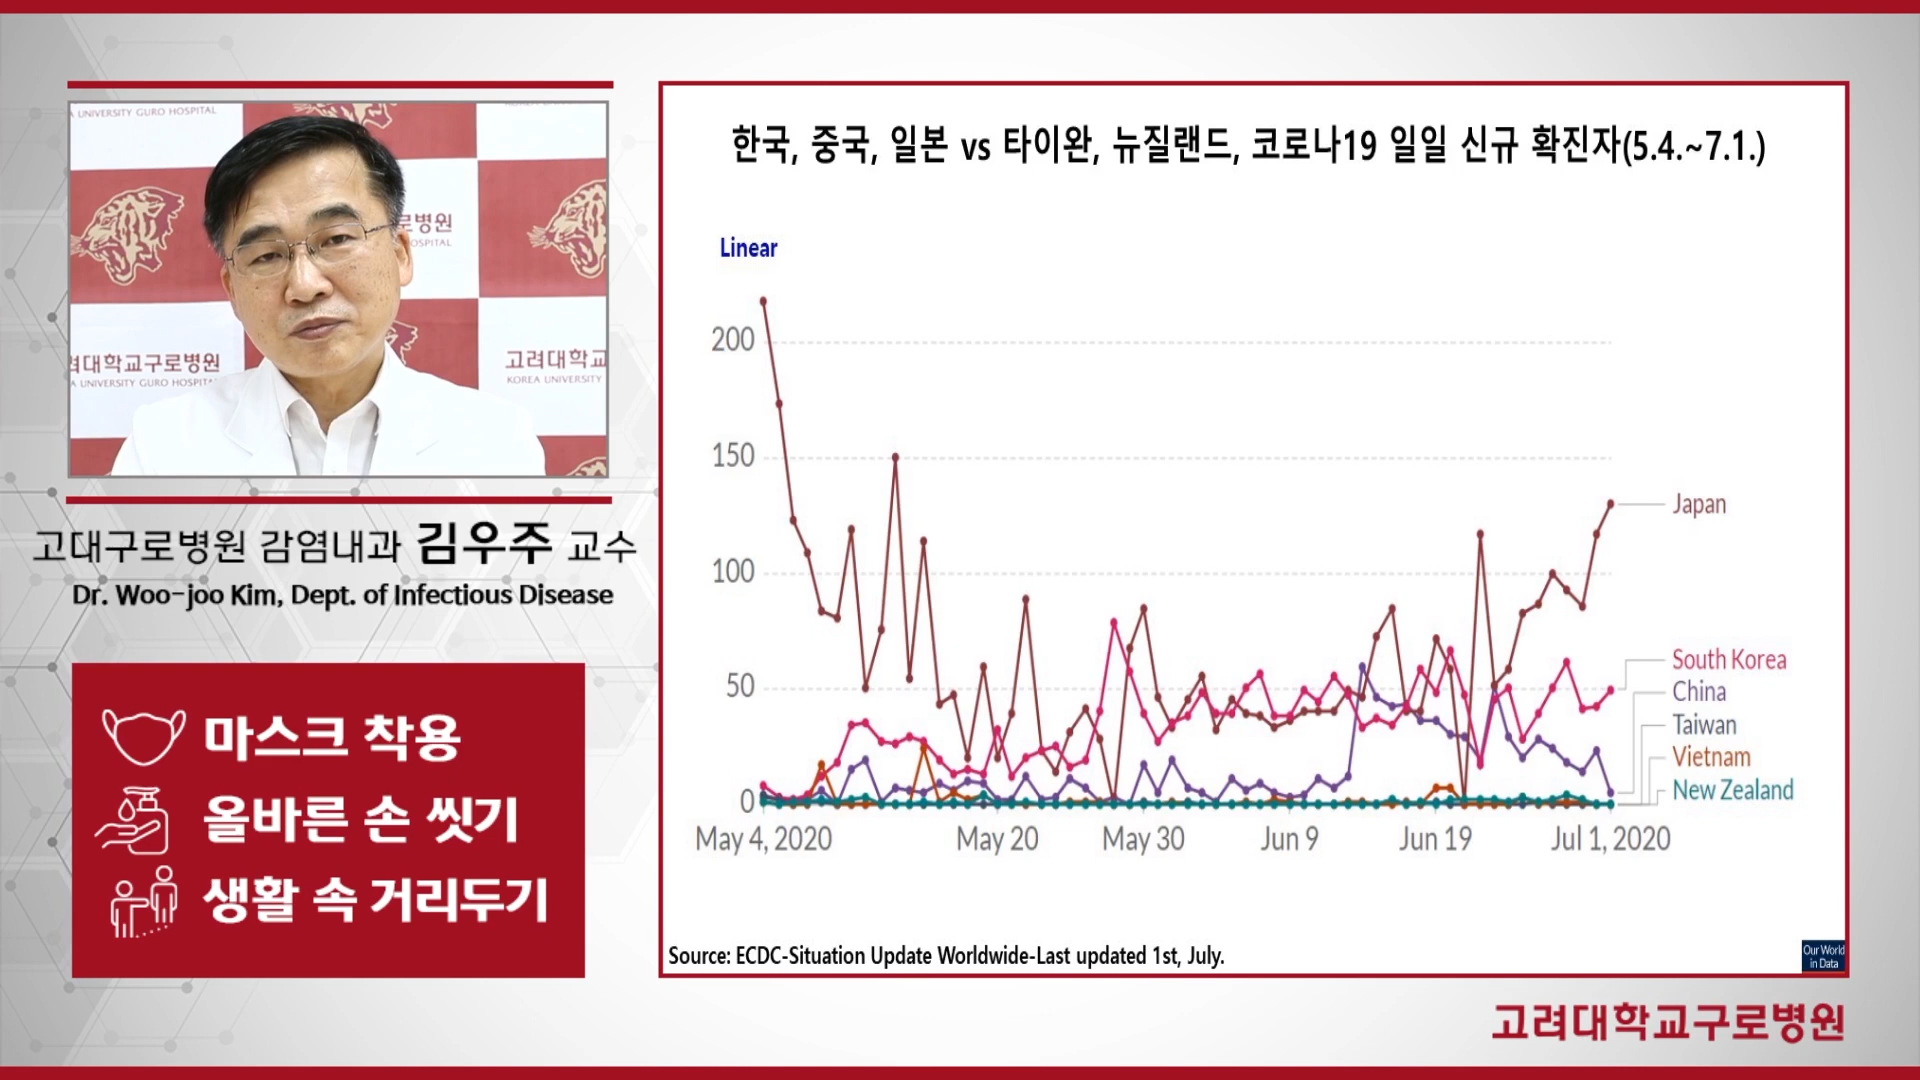 A UNIVERSITY GURO HOSPITAL
로병원
HOSPITAL
려대학교구로병원
A UNIVERSITY GURO HOSPITAL
고려대학교
KOREA UNIVERSITY
고대구로병원 감염내과 김우주 교수
Dr. Woo-joo Kim, Dept. of Infectious Disease
마스크 착용
올바른 손 씻기
생활 속 거리두기
한국, 중국, 일본 vs 타이완, 뉴질랜드, 코로나19 일일 신규 확진자(5.4.~7.1.)
Linear
200
150
100
50
0
May 4, 2020 May 20 May 30 Jun 9 Jun 19 Jul 1, 2020
Japan
South Korea
China
Taiwan
Vietnam
New Zealand
Source: ECDC-Situation Update Worldwide-Last updated 1st, July.
Our World
in Data
고려대학교구로병원